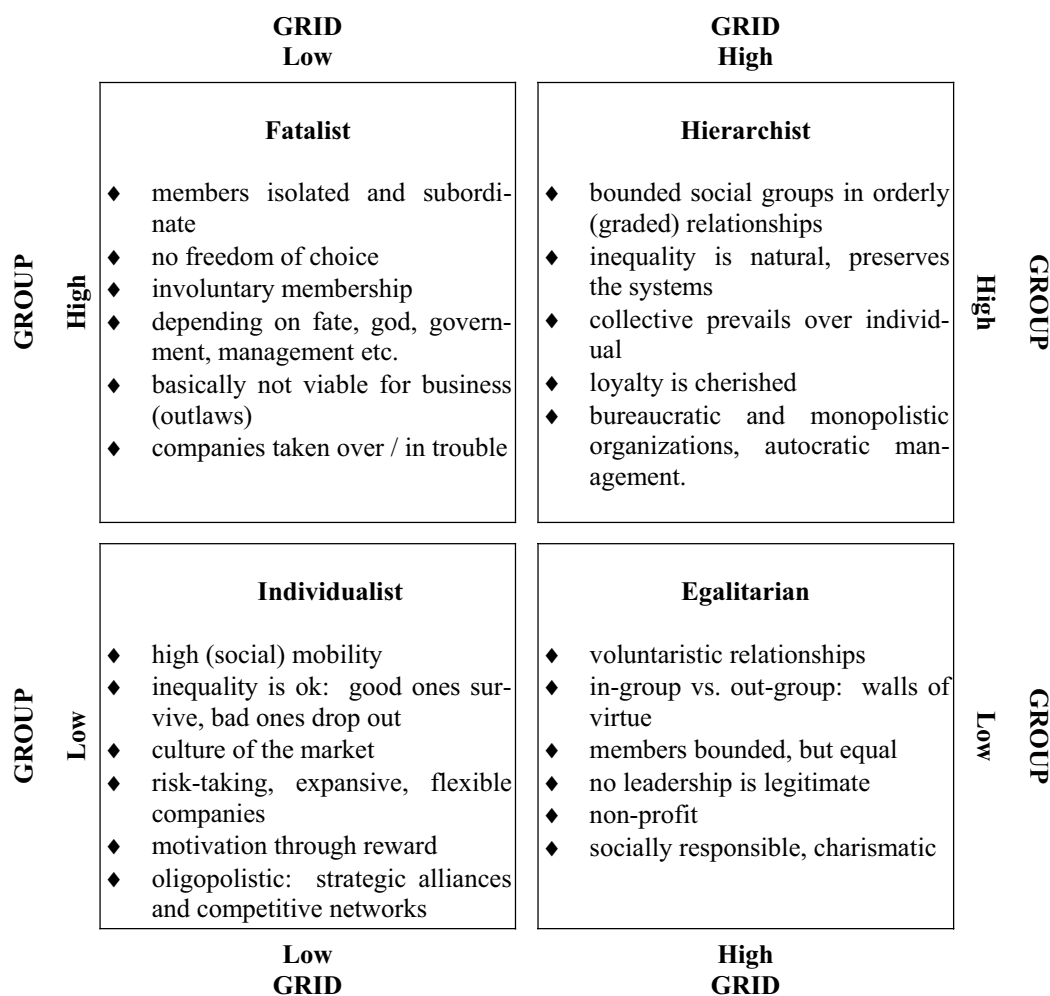 GRID
Low
GRID
High
GROUP
High
Fatalist
♦ members isolated and subordi-
nate
♦ no freedom of choice
♦ involuntary membership
♦ depending on fate, god, govern-
ment, management etc.
♦ basically not viable for business
(outlaws)
♦ companies taken over / in trouble
Hierarchist
♦ bounded social groups in orderly
(graded) relationships
♦ inequality is natural, preserves
the systems
♦ collective prevails over individ-
ual
♦ loyalty is cherished
♦ bureaucratic and monopolistic
organizations, autocratic man-
agement.
High
GROUP
GROUP
Low
Individualist
♦ high (social) mobility
♦ inequality is ok: good ones sur-
vive, bad ones drop out
♦ culture of the market
♦ risk-taking, expansive, flexible
companies
♦ motivation through reward
♦ oligopolistic: strategic alliances
and competitive networks
Egalitarian
♦ voluntaristic relationships
♦ in-group vs. out-group: walls of
virtue
♦ members bounded, but equal
♦ no leadership is legitimate
♦ non-profit
♦ socially responsible, charismatic
Low
GROUP
Low
GRID
High
GRID